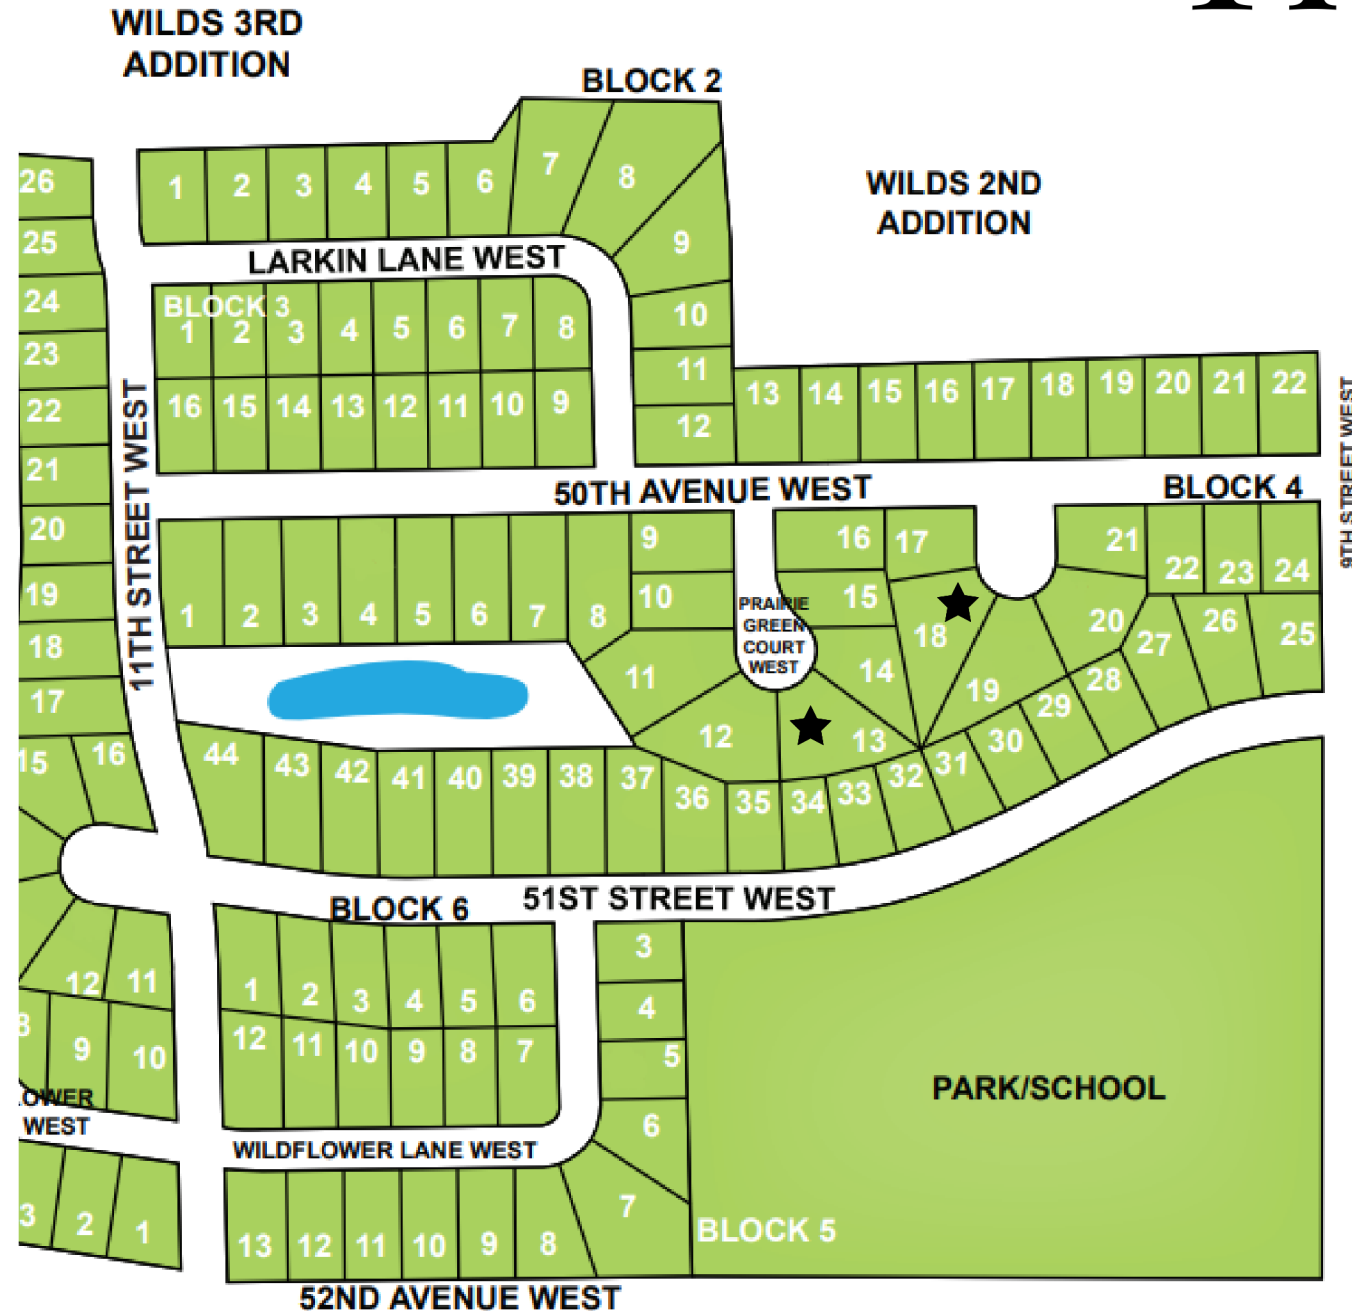 WILDS 3RD
ADDITION
BLOCK 2
WILDS 2ND
ADDITION
26
25
24
23
22
21
20
19
18
17
15
16
1 2 3 4 5 6 7 8
9
10
11
12
LARKIN LANE WEST
BLOCK 3
1 2 3 4 5 6 7 8
16 15 14 13 12 11 10 9
13 14 15 16 17 18 19 20 21 22
11TH STREET WEST
9TH STREET WEST
50TH AVENUE WEST
BLOCK 4
1 2 3 4 5 6 7 8
9
10
11
12
PRAIRIE
GREEN
COURT
WEST
16 17
15
14
13
18
19
20
21
22 23 24
27 26 25
44 43 42 41 40 39 38 37 36 35 34 33 32 31 30 29 28
51ST STREET WEST
BLOCK 6
12 11
8 9 10
1 2 3 4 5 6
12 11 10 9 8 7
3
4
5
6
7
PARK/SCHOOL
OWER
WEST
WILDFLOWER LANE WEST
3 2 1
13 12 11 10 9 8
BLOCK 5
52ND AVENUE WEST